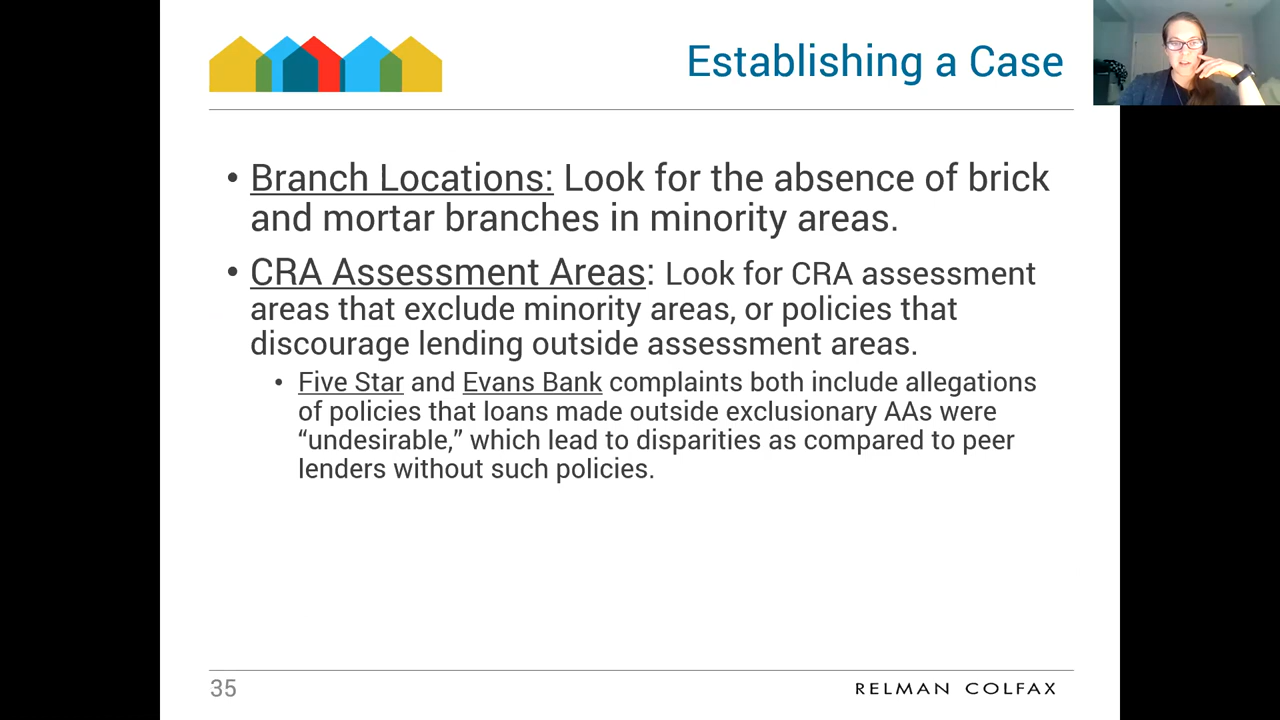 Establishing a Case
• Branch Locations: Look for the absence of brick
and mortar branches in minority areas.
• CRA Assessment Areas: Look for CRA assessment
areas that exclude minority areas, or policies that
discourage lending outside assessment areas.
• Five Star and Evans Bank complaints both include allegations
of policies that loans made outside exclusionary AAs were
“undesirable,” which lead to disparities as compared to peer
lenders without such policies.
35
RELMAN COLFAX